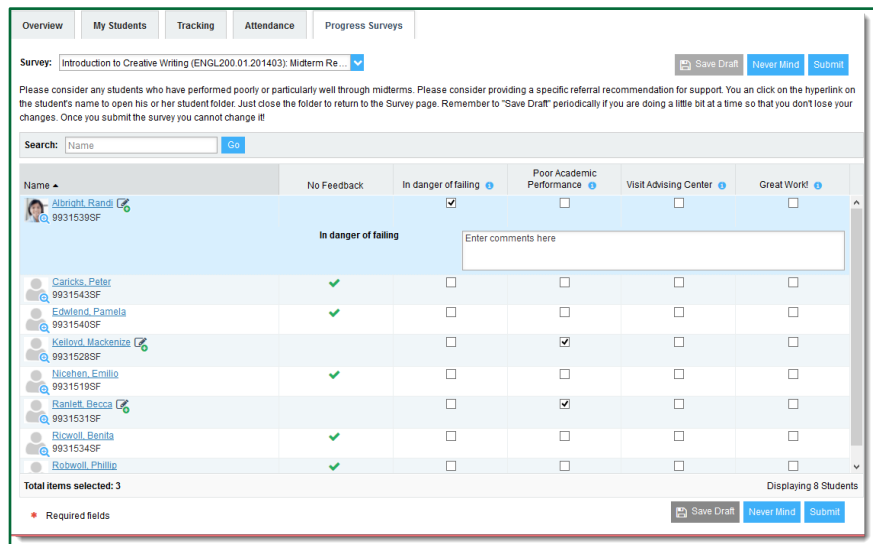 Overview My Students Tracking Attendance Progress Surveys
Survey: Introduction to Creative Writing (ENGL200.01.201403): Midterm Re... Save Draft Never Mind Submit
Please consider any students who have performed poorly or particularly well through midterms. Please consider providing a specific referral recommendation for support. You an click on the hyperlink on
the student's name to open his or her student folder. Just close the folder to return to the Survey page. Remember to "Save Draft" periodically if you are doing a little bit at a time so that you don't lose your
changes. Once you submit the survey you cannot change it!
Search: Name Go
Name No Feedback In danger of failing Poor Academic Performance Visit Advising Center Great Work!
Albright, Randi
9931539SF
In danger of failing Enter comments here
Caricks, Peter
9931543SF
Edwlend, Pamela
9931540SF
Keiloyd, Mackenize
9931528SF
Nicehen, Emilio
9931519SF
Ranlett, Becca
9931531SF
Ricwoll, Benita
9931534SF
Robwoll, Phillip
Total items selected: 3 Displaying 8 Students
* Required fields Save Draft Never Mind Submit